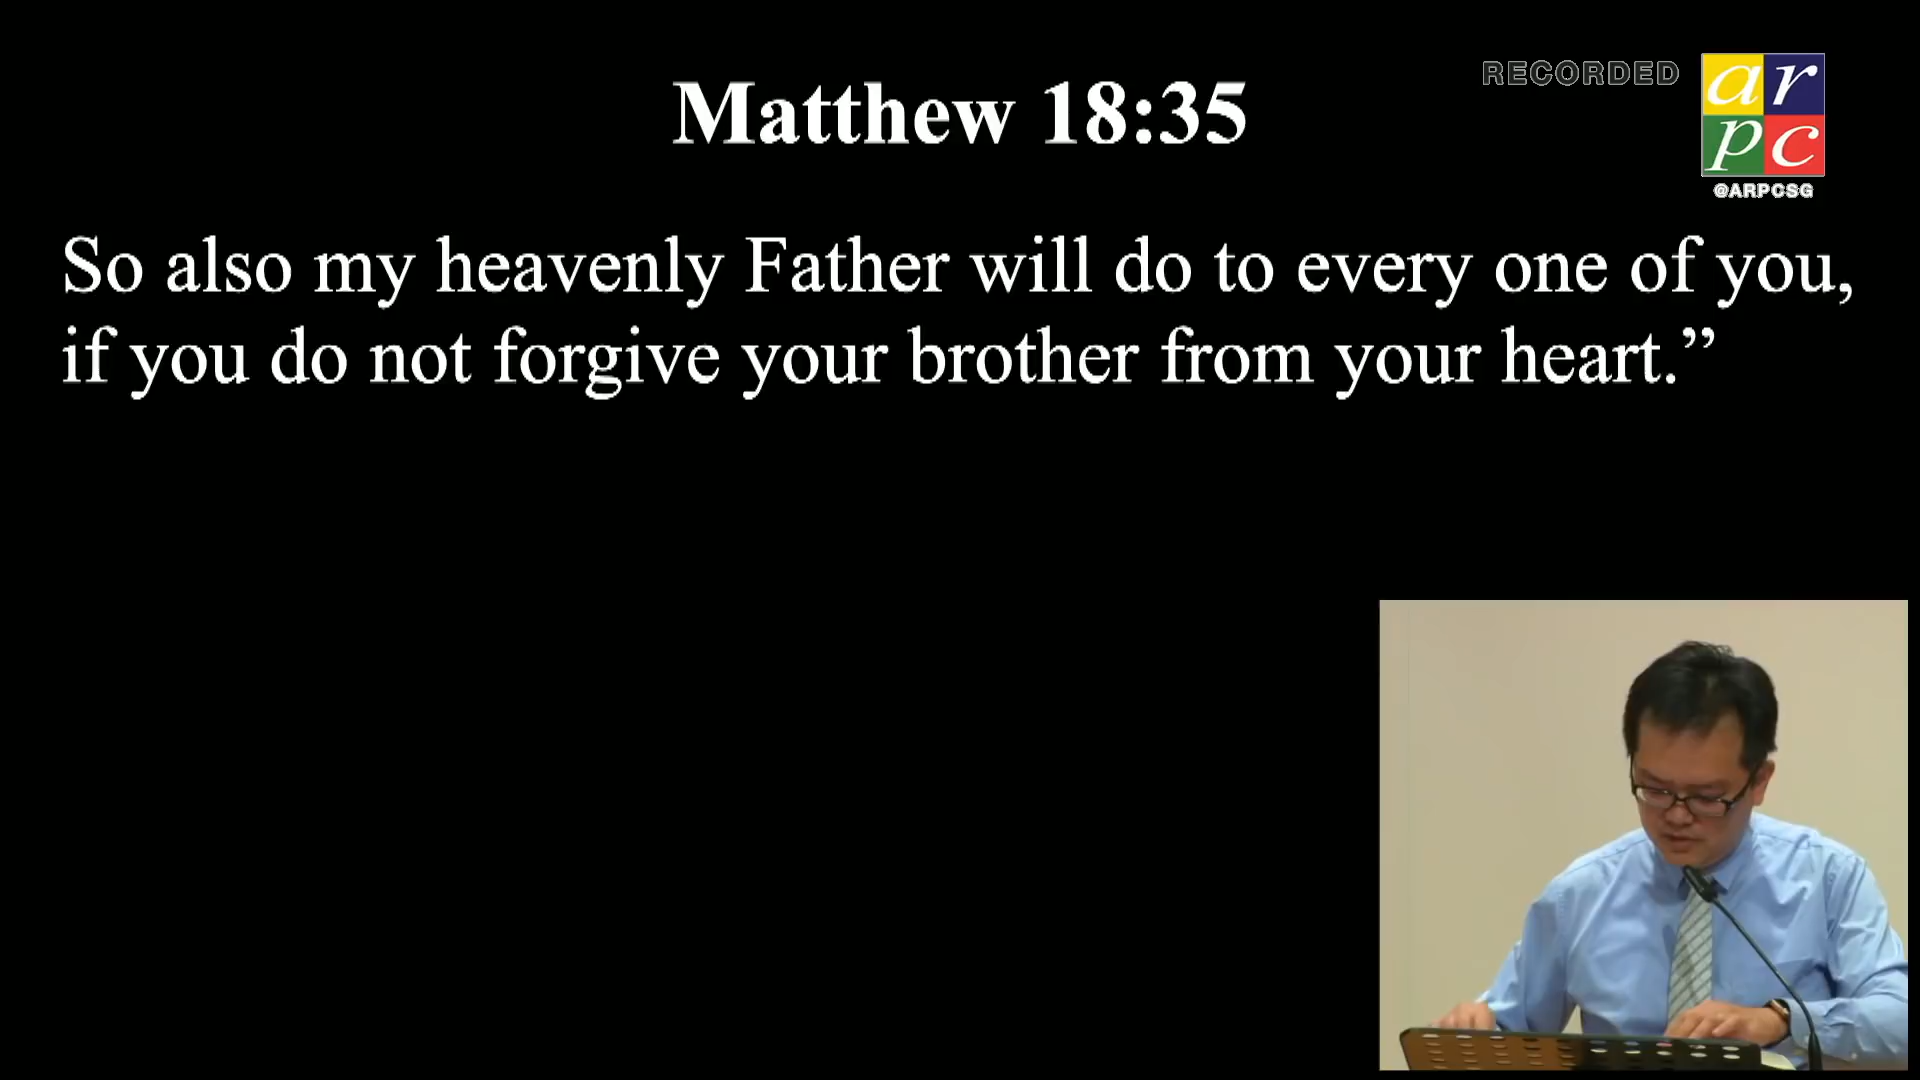 Matthew 18:35
RECORDED
ar
pc
@ARPCSG
So also my heavenly Father will do to every one of you,
if you do not forgive your brother from your heart.”